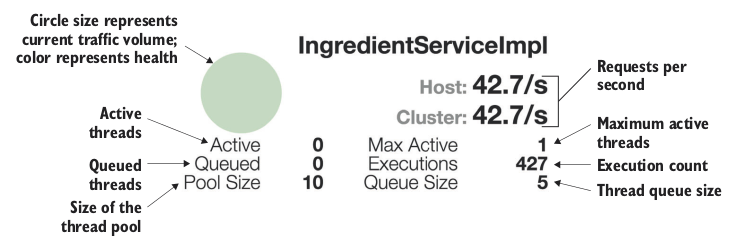 Circle size represents
current traffic volume;
color represents health
IngredientServiceImpl
Host: 42.7/s
Cluster: 42.7/s
Requests per
second
Active
threads
Active 0 Max Active 1
Maximum active
threads
Queued
threads
Queued 0 Executions 427
Execution count
Size of the
thread pool
Pool Size 10 Queue Size 5
Thread queue size